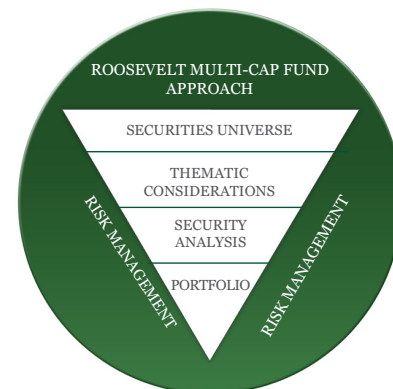 ROOSEVELT MULTI-CAP FUND
APPROACH
SECURITIES UNIVERSE
THEMATIC
CONSIDERATIONS
SECURITY
ANALYSIS
PORTFOLIO
RISK MANAGEMENT
RISK MANAGEMENT